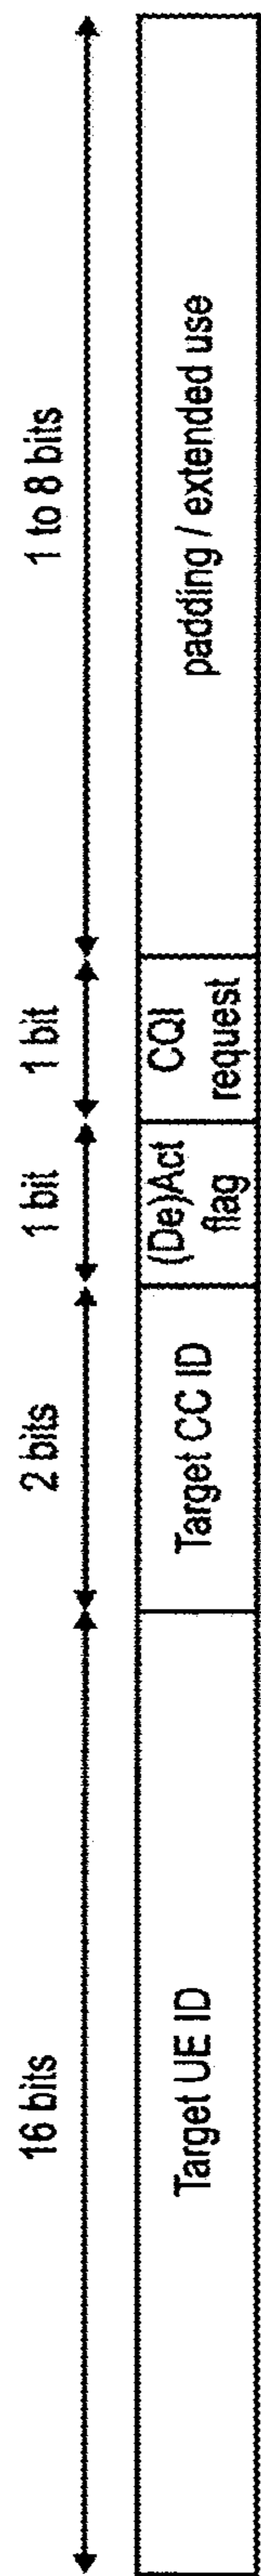 16 bits
2 bits
1 bit
1 bit
1 to 8 bits
Target UE ID
Target CC ID
(De)Act
flag
CQI
request
padding / extended use